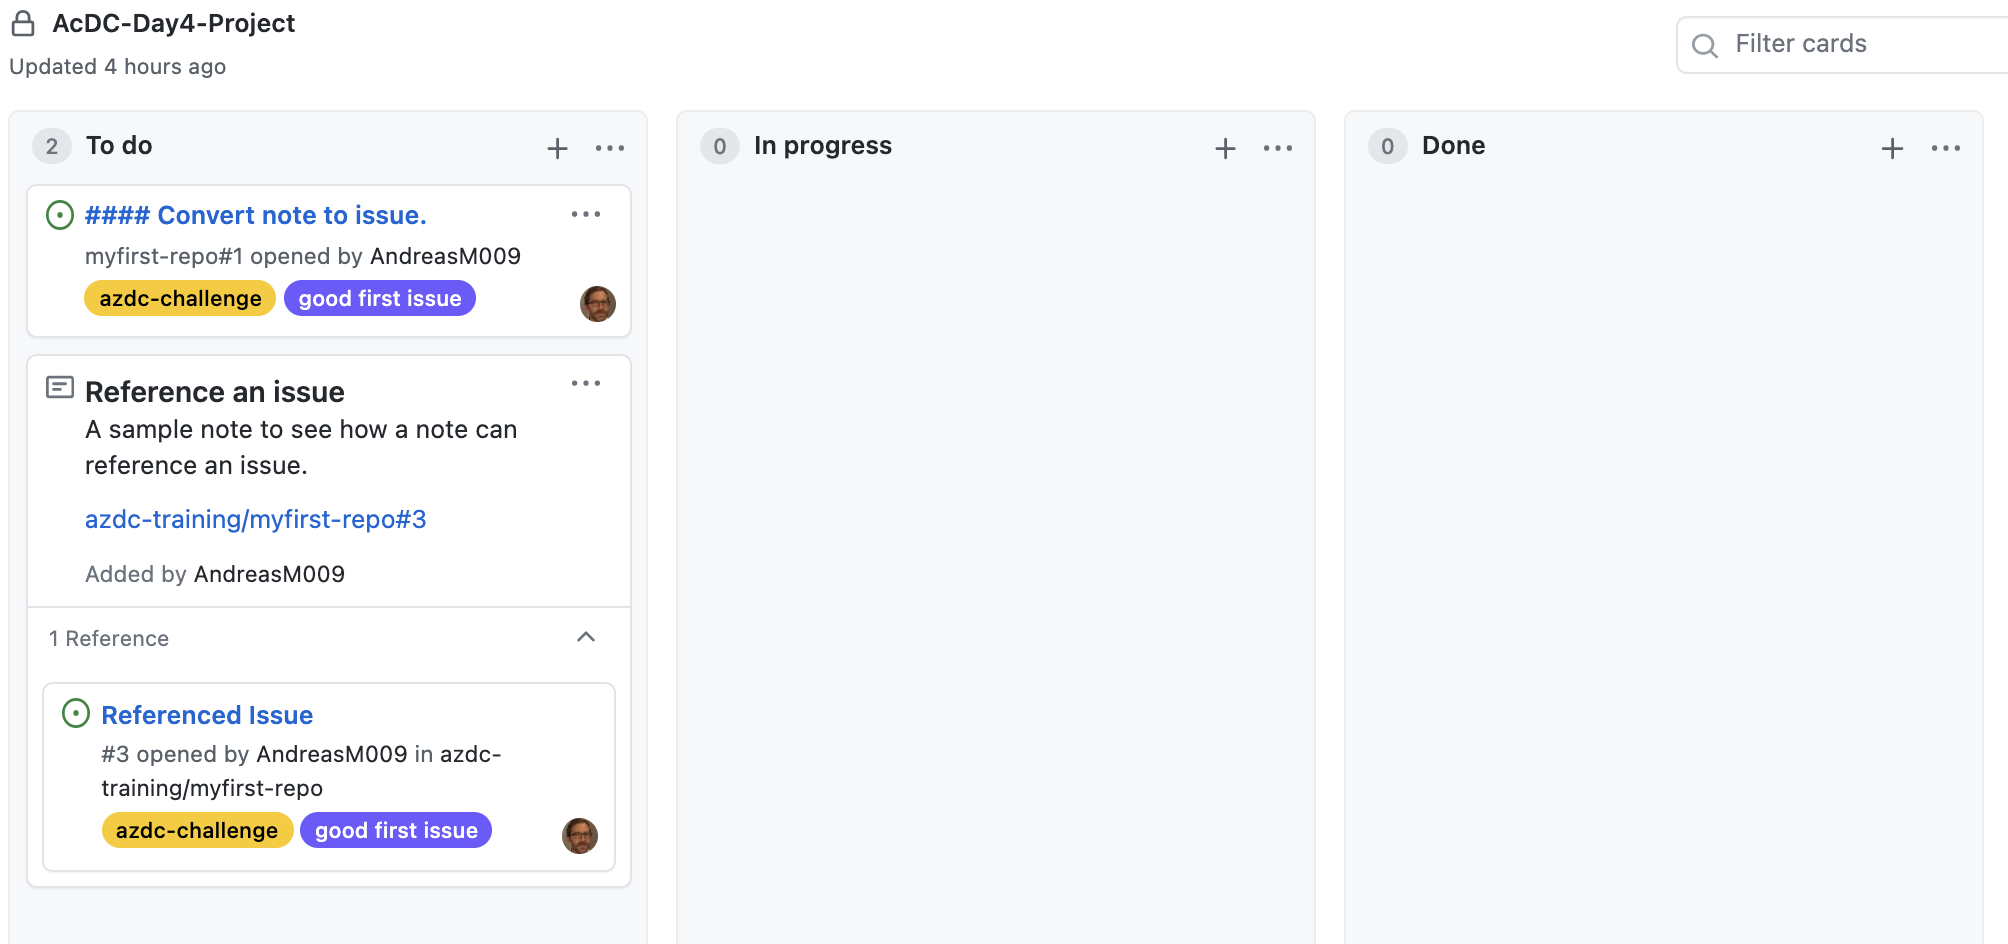 AcDC-Day4-Project
Updated 4 hours ago
Filter cards
2 To do
#### Convert note to issue.
myfirst-repo#1 opened by AndreasM009
azdc-challenge good first issue
Reference an issue
A sample note to see how a note can
reference an issue.
azdc-training/myfirst-repo#3
Added by AndreasM009
1 Reference
Referenced Issue
#3 opened by AndreasM009 in azdc-
training/myfirst-repo
azdc-challenge good first issue
0 In progress
0 Done